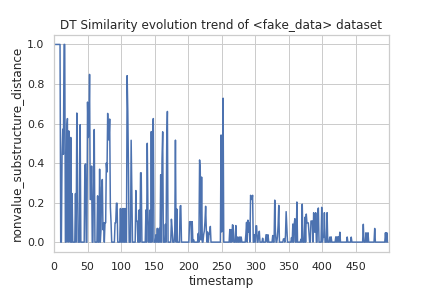 DT Similarity evolution trend of <fake_data> dataset
nonvalue_substructure_distance
1.0
0.8
0.6
0.4
0.2
0.0
0 50 100 150 200 250 300 350 400 450
timestamp